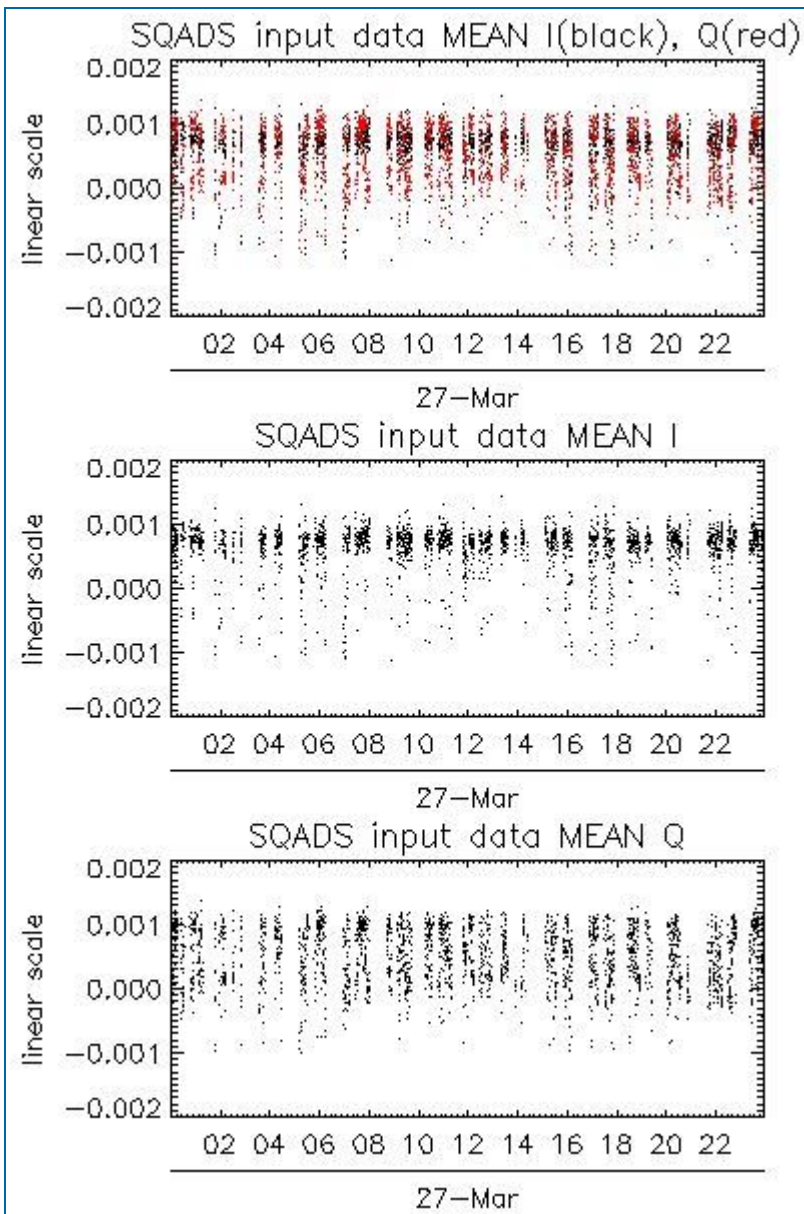 SQADS input data MEAN I(black), Q(red)
0.002
0.001
0.000
−0.001
−0.002
linear scale
02 04 06 08 10 12 14 16 18 20 22
27−Mar
SQADS input data MEAN I
0.002
0.001
0.000
−0.001
−0.002
linear scale
02 04 06 08 10 12 14 16 18 20 22
27−Mar
SQADS input data MEAN Q
0.002
0.001
0.000
−0.001
−0.002
linear scale
02 04 06 08 10 12 14 16 18 20 22
27−Mar